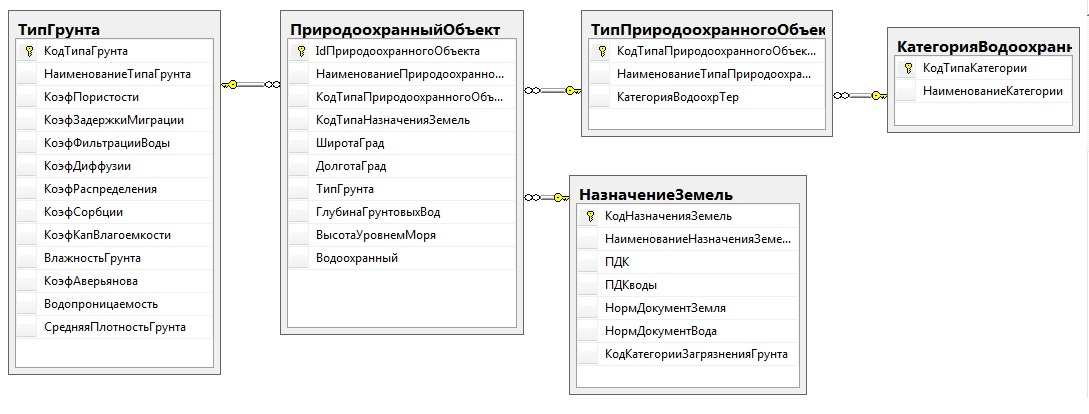 ТипГрунта
КодТипаГрунта
НаименованиеТипаГрунта
КоэфПористости
КоэфЗадержкиМиграции
КоэфФильтрацииВоды
КоэфДиффузии
КоэфРаспределения
КоэфСорбции
КоэфКапВлагоемкости
ВлажностьГрунта
КоэфАверьянова
Водопроницаемость
СредняяПлотностьГрунта
ПриродоохранныйОбъект
IdПриродоохранногоОбъекта
НаименованиеПриродоохранно...
КодТипаПриродоохранногоОбъ...
КодТипаНазначенияЗемель
ШиротаГрад
ДолготаГрад
ТипГрунта
ГлубинаГрунтовыхВод
ВысотаУровнемМоря
Водоохранный
ТипПриродоохранногоОбъек
КодТипаПриродоохранногоОбъек...
НаименованиеТипаПриродоохра...
КатегорияВодоохрТер
КатегорияВодоохранн
КодТипаКатегории
НаименованиеКатегории
НазначениеЗемель
КодНазначенияЗемель
НаименованиеНазначенияЗеме...
ПДК
ПДКводы
НормДокументЗемля
НормДокументВода
КодКатегорииЗагрязненияГрунта